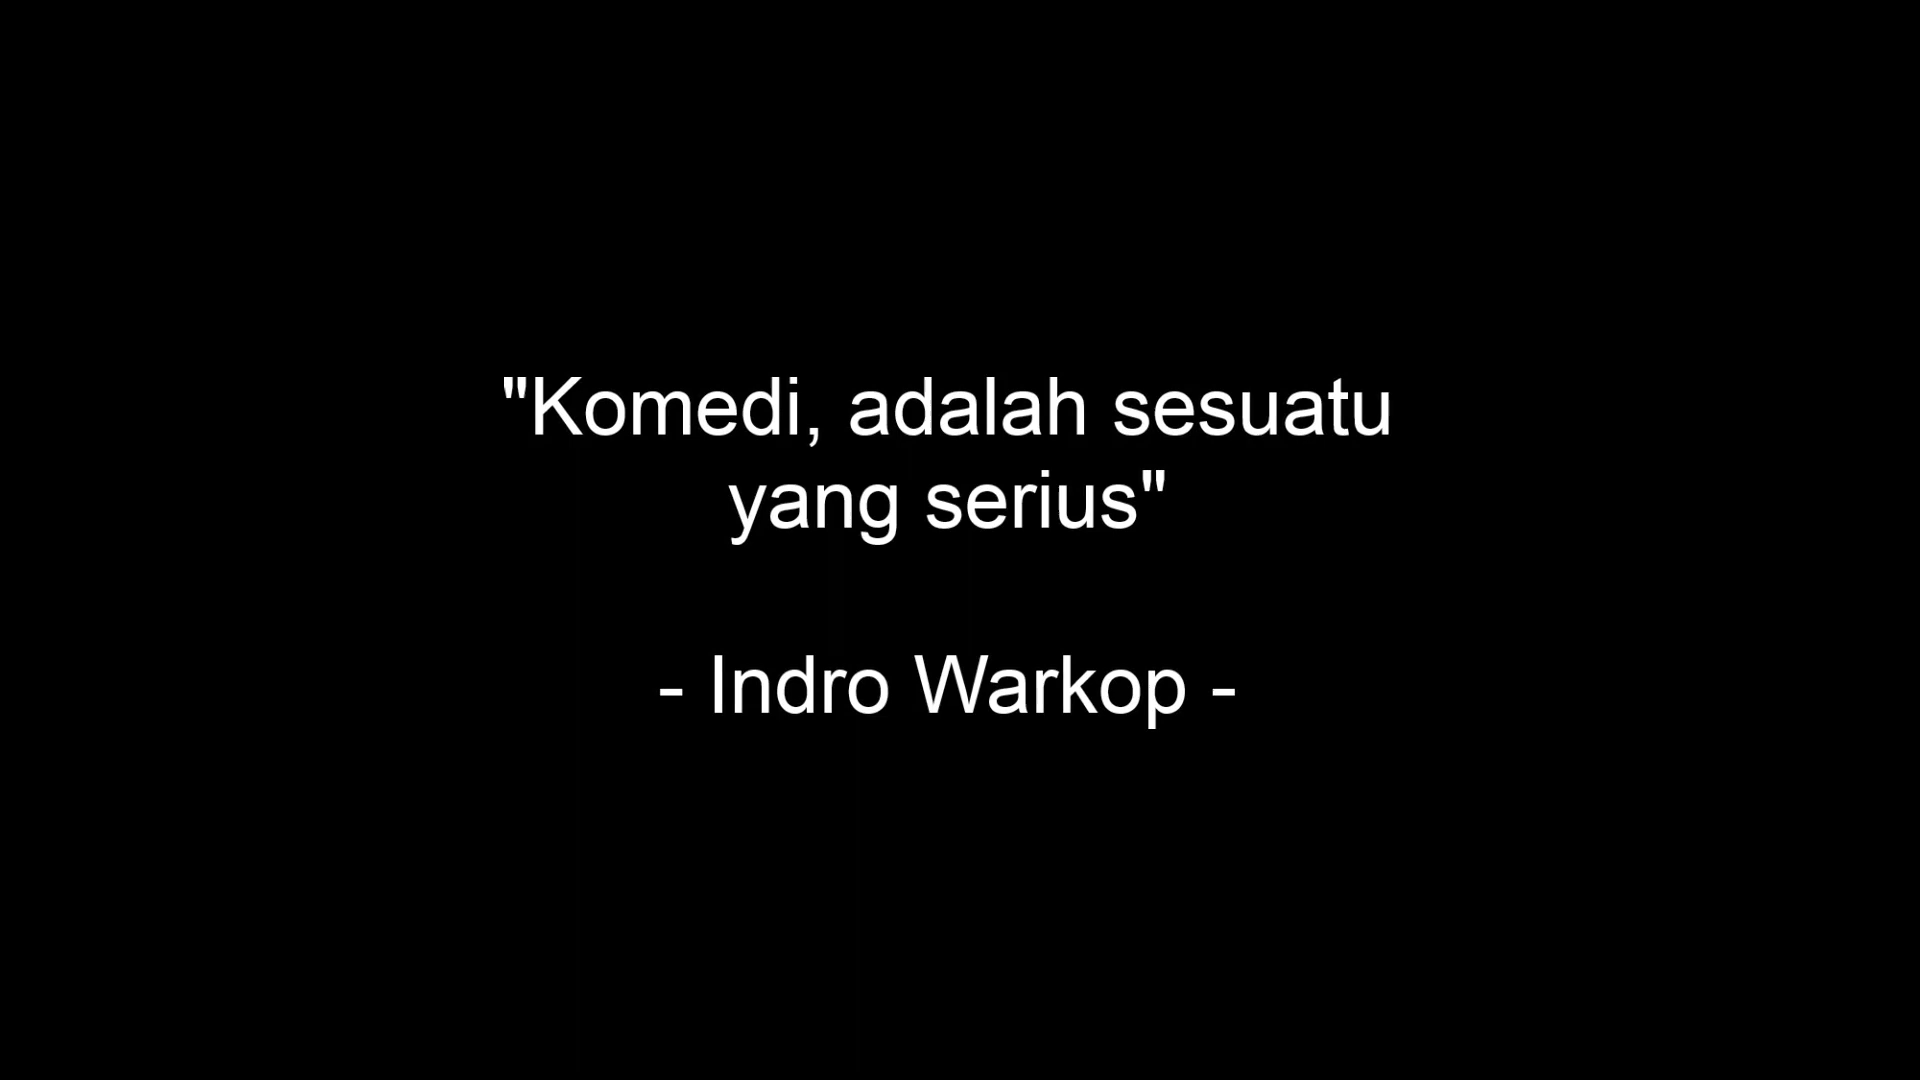 "Komedi, adalah sesuatu
yang serius"
- Indro Warkop -